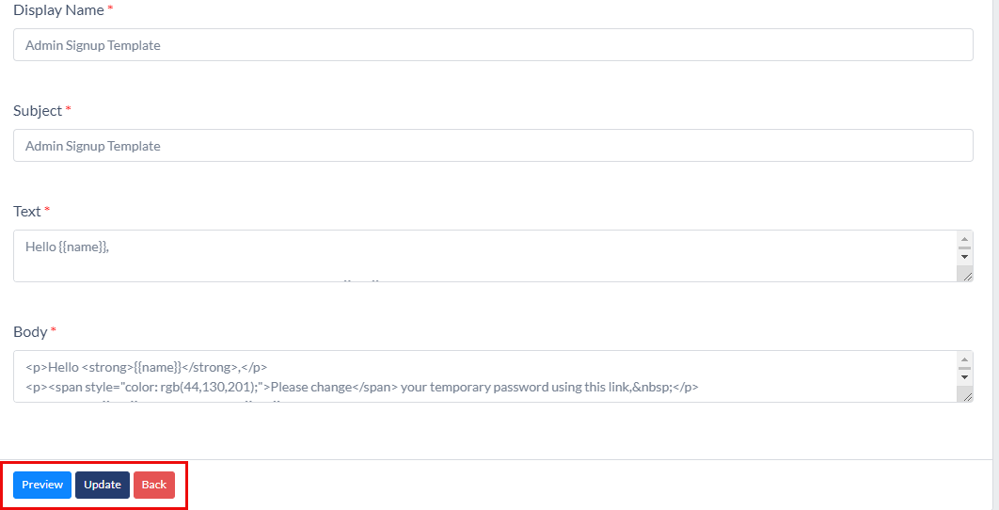 Display Name *
Admin Signup Template
Subject *
Admin Signup Template
Text *
Hello {{name}},
Body *
<p>Hello <strong>{{name}}</strong>,</p>
<p><span style="color: rgb(44,130,201);">Please change</span> your temporary password using this link,&nbsp;</p>
Preview Update Back